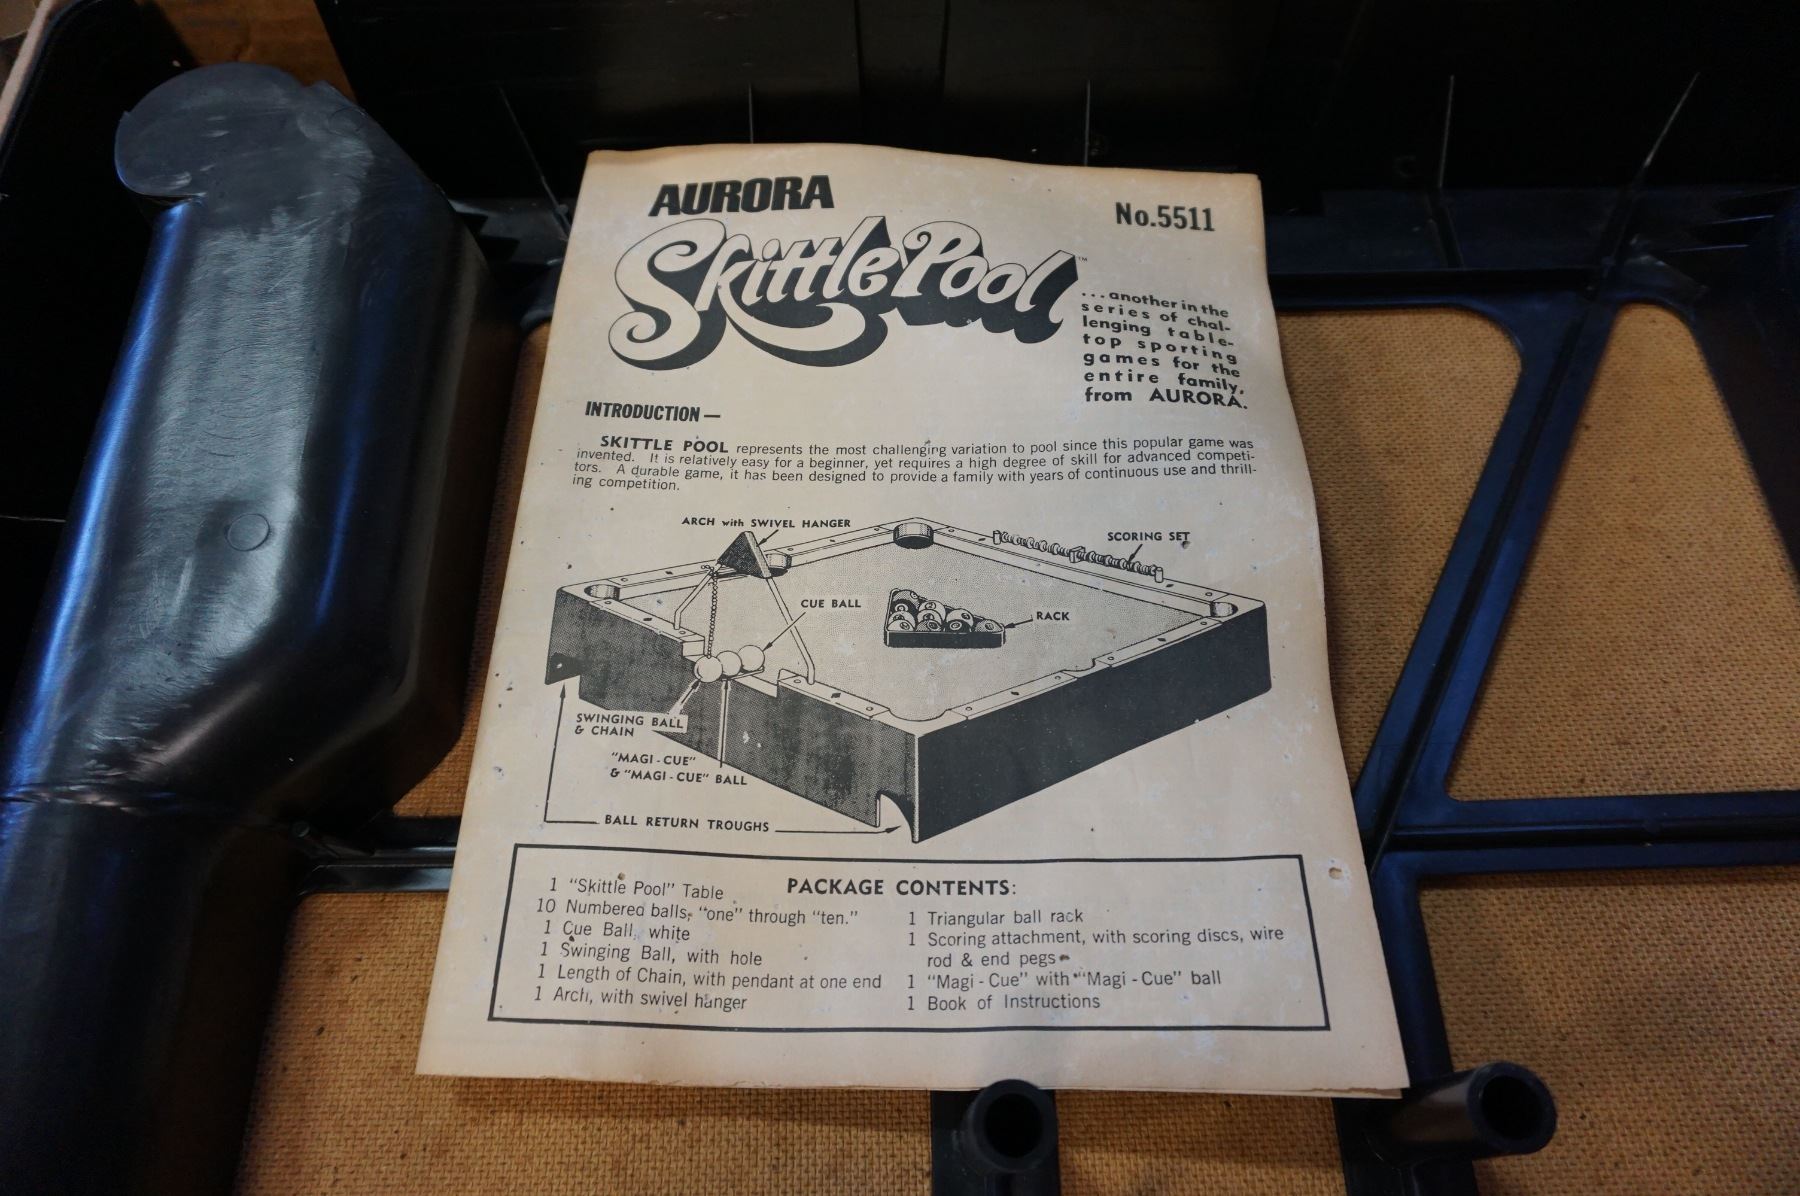 AURORA
No.5511
Skittle Pool ™
...another in the
series of chal-
lenging table-
top sporting
games for the
entire family,
from AURORA.
INTRODUCTION —
SKITTLE POOL represents the most challenging variation to pool since this popular game was
invented. It is relatively easy for a beginner, yet requires a high degree of skill for advanced competi-
tors. A durable game, it has been designed to provide a family with years of continuous use and thrill-
ing competition.
ARCH with SWIVEL HANGER
SCORING SET
CUE BALL
RACK
SWINGING BALL
& CHAIN
"MAGI-CUE"
& "MAGI-CUE" BALL
BALL RETURN TROUGHS
PACKAGE CONTENTS:
1 "Skittle Pool" Table
10 Numbered balls, "one" through "ten."
1 Cue Ball, white
1 Swinging Ball, with hole
1 Length of Chain, with pendant at one end
1 Arch, with swivel hanger
1 Triangular ball rack
1 Scoring attachment, with scoring discs, wire
rod & end pegs
1 "Magi-Cue" with "Magi-Cue" ball
1 Book of Instructions